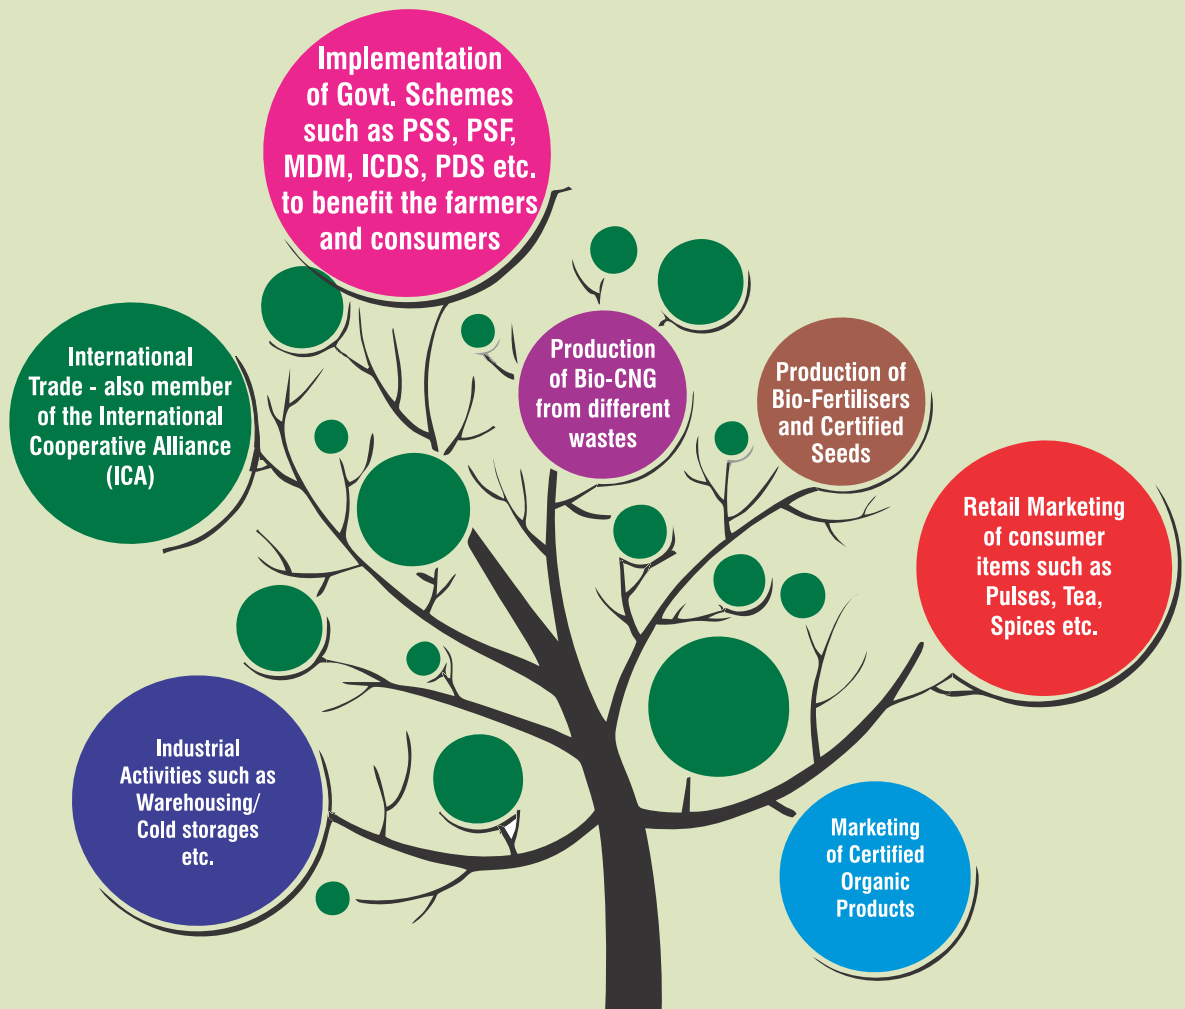 Implementation
of Govt. Schemes
such as PSS, PSF,
MDM, ICDS, PDS etc.
to benefit the farmers
and consumers
International
Trade - also member
of the International
Cooperative Alliance
(ICA)
Production
of Bio-CNG
from different
wastes
Production of
Bio-Fertilisers
and Certified
Seeds
Retail Marketing
of consumer
items such as
Pulses, Tea,
Spices etc.
Industrial
Activities such as
Warehousing/
Cold storages
etc.
Marketing
of Certified
Organic
Products